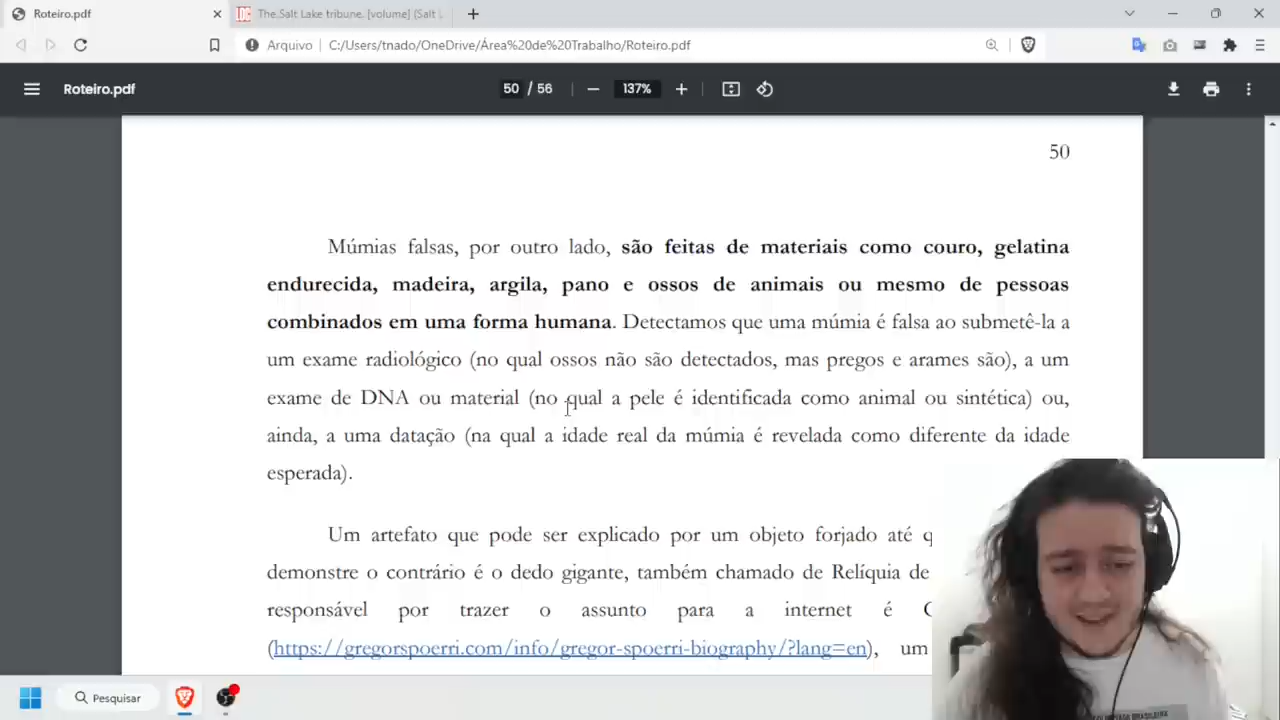 Roteiro.pdf
The Salt Lake tribune. [volume] (Salt L
Arquivo C:/Users/tnado/OneDrive/Área%20de%20Trabalho/Roteiro.pdf
Roteiro.pdf 50 / 56 137%
50
Múmias falsas, por outro lado, são feitas de materiais como couro, gelatina
endurecida, madeira, argila, pano e ossos de animais ou mesmo de pessoas
combinados em uma forma humana. Detectamos que uma múmia é falsa ao submetê-la a
um exame radiológico (no qual ossos não são detectados, mas pregos e arames são), a um
exame de DNA ou material (no qual a pele é identificada como animal ou sintética) ou,
ainda, a uma datação (na qual a idade real da múmia é revelada como diferente da idade
esperada).
Um artefato que pode ser explicado por um objeto forjado até q
demonstre o contrário é o dedo gigante, também chamado de Relíquia de
responsável por trazer o assunto para a internet é
(https://gregorspoerri.com/info/gregor-spoerri-biography/?lang=en), um
Pesquisar